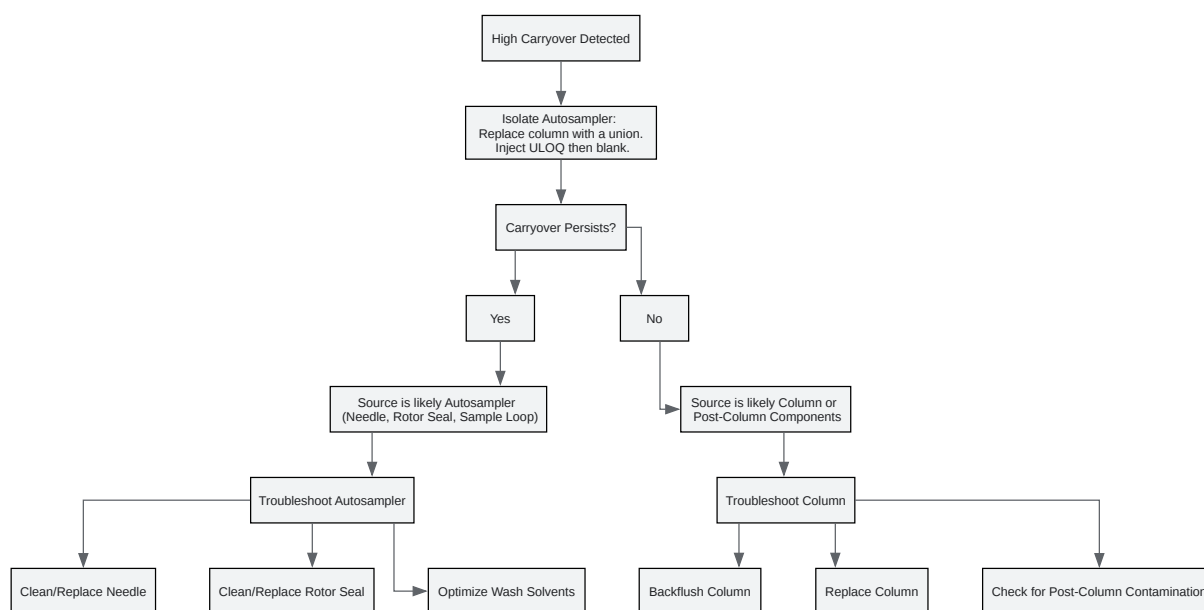 High Carryover Detected
Isolate Autosampler:
Replace column with a union.
Inject ULOQ then blank.
Carryover Persists?
Yes
No
Source is likely Autosampler
(Needle, Rotor Seal, Sample Loop)
Source is likely Column or
Post-Column Components
Troubleshoot Autosampler
Troubleshoot Column
Clean/Replace Needle
Clean/Replace Rotor Seal
Optimize Wash Solvents
Backflush Column
Replace Column
Check for Post-Column Contamination